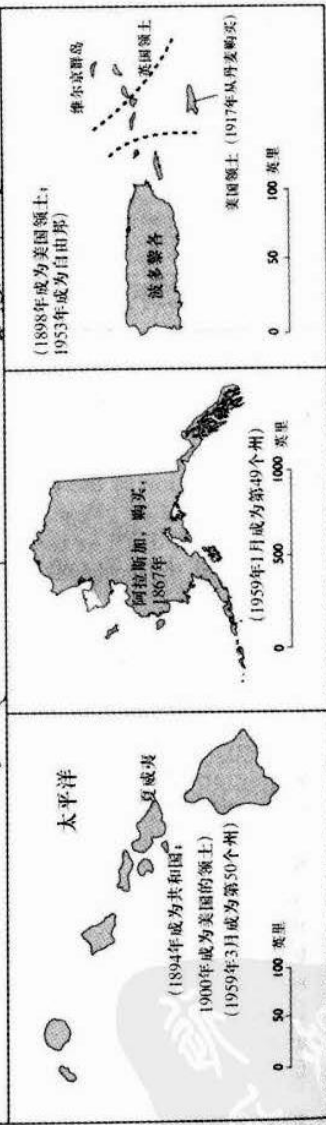 太平洋
夏威夷
(1894年成为共和国;
1900年成为美国的领土)
(1959年3月成为第50个州)
0 50 100 英里
阿拉斯加,购买,
1867年
(1959年1月成为第49个州)
0 500 1000 英里
(1898年成为美国领土;
1953年成为自由邦)
波多黎各
维尔京群岛
英国领土
美国领土 (1917年从丹麦购买)
0 50 100 英里